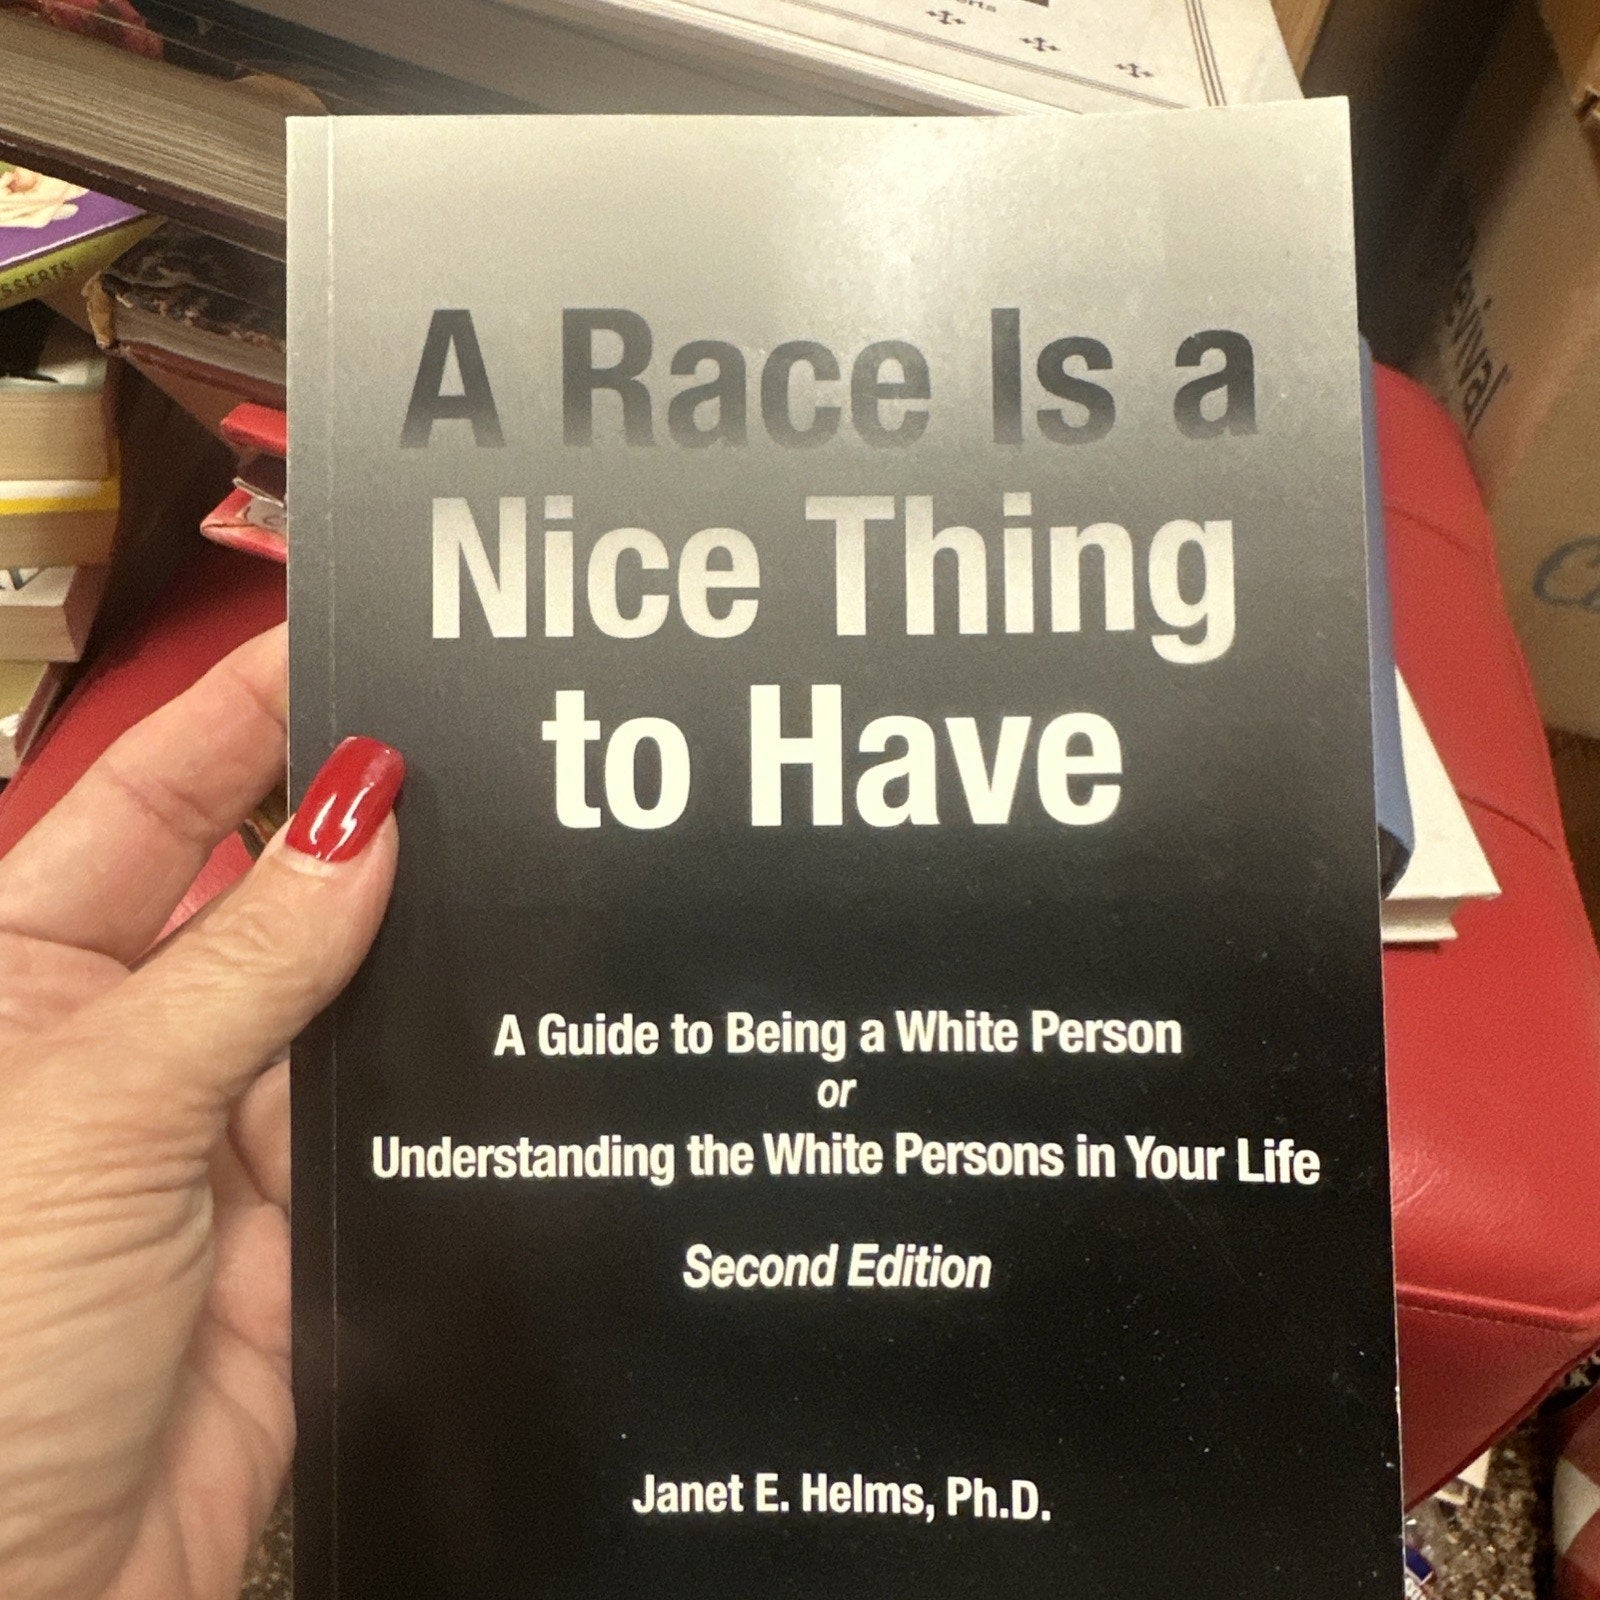 A Race Is a
Nice Thing
to Have
A Guide to Being a White Person
or
Understanding the White Persons in Your Life
Second Edition
Janet E. Helms, Ph.D.